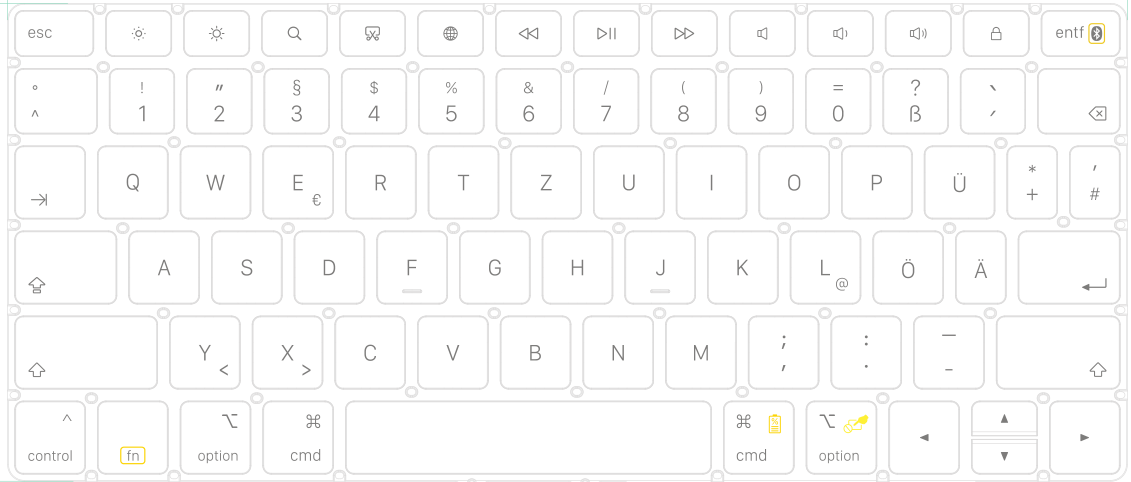 esc entf
° ! " § $ % & / ( ) = ? `
^ 1 2 3 4 5 6 7 8 9 0 ß ´
Q W E € R T Z U I O P Ü * + ' #
A S D F G H J K L @ Ö Ä
Y < X > C V B N M ; , : . _ -
^ ⌥ ⌘ ⌘ ⌥
control fn option cmd cmd option